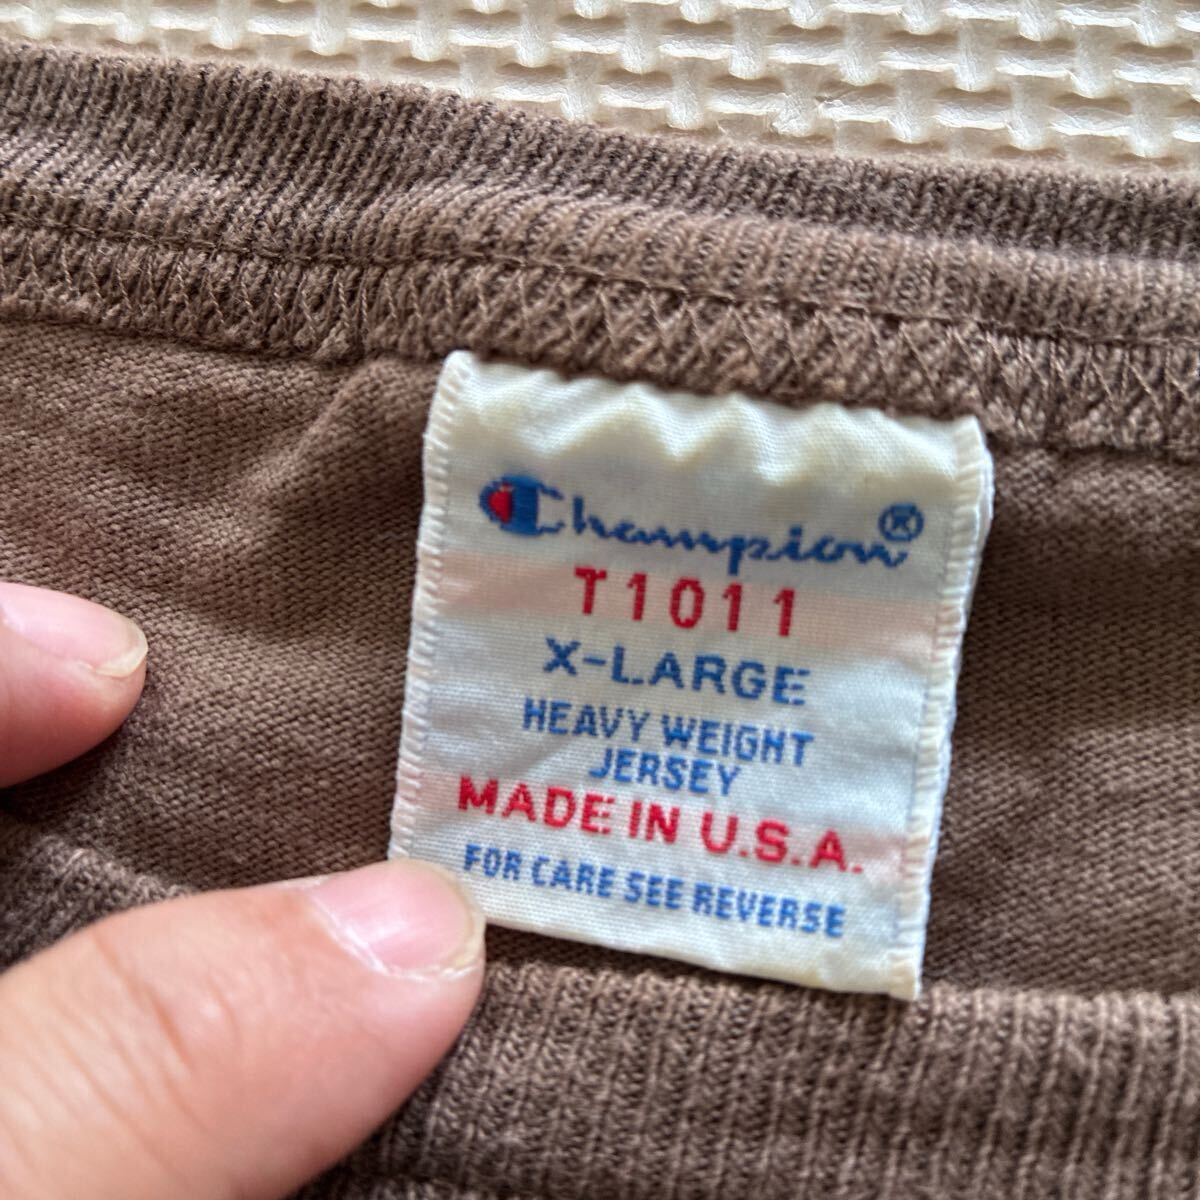 Champion®
T1011
X-LARGE
HEAVY WEIGHT
JERSEY
MADE IN U.S.A.
FOR CARE SEE REVERSE